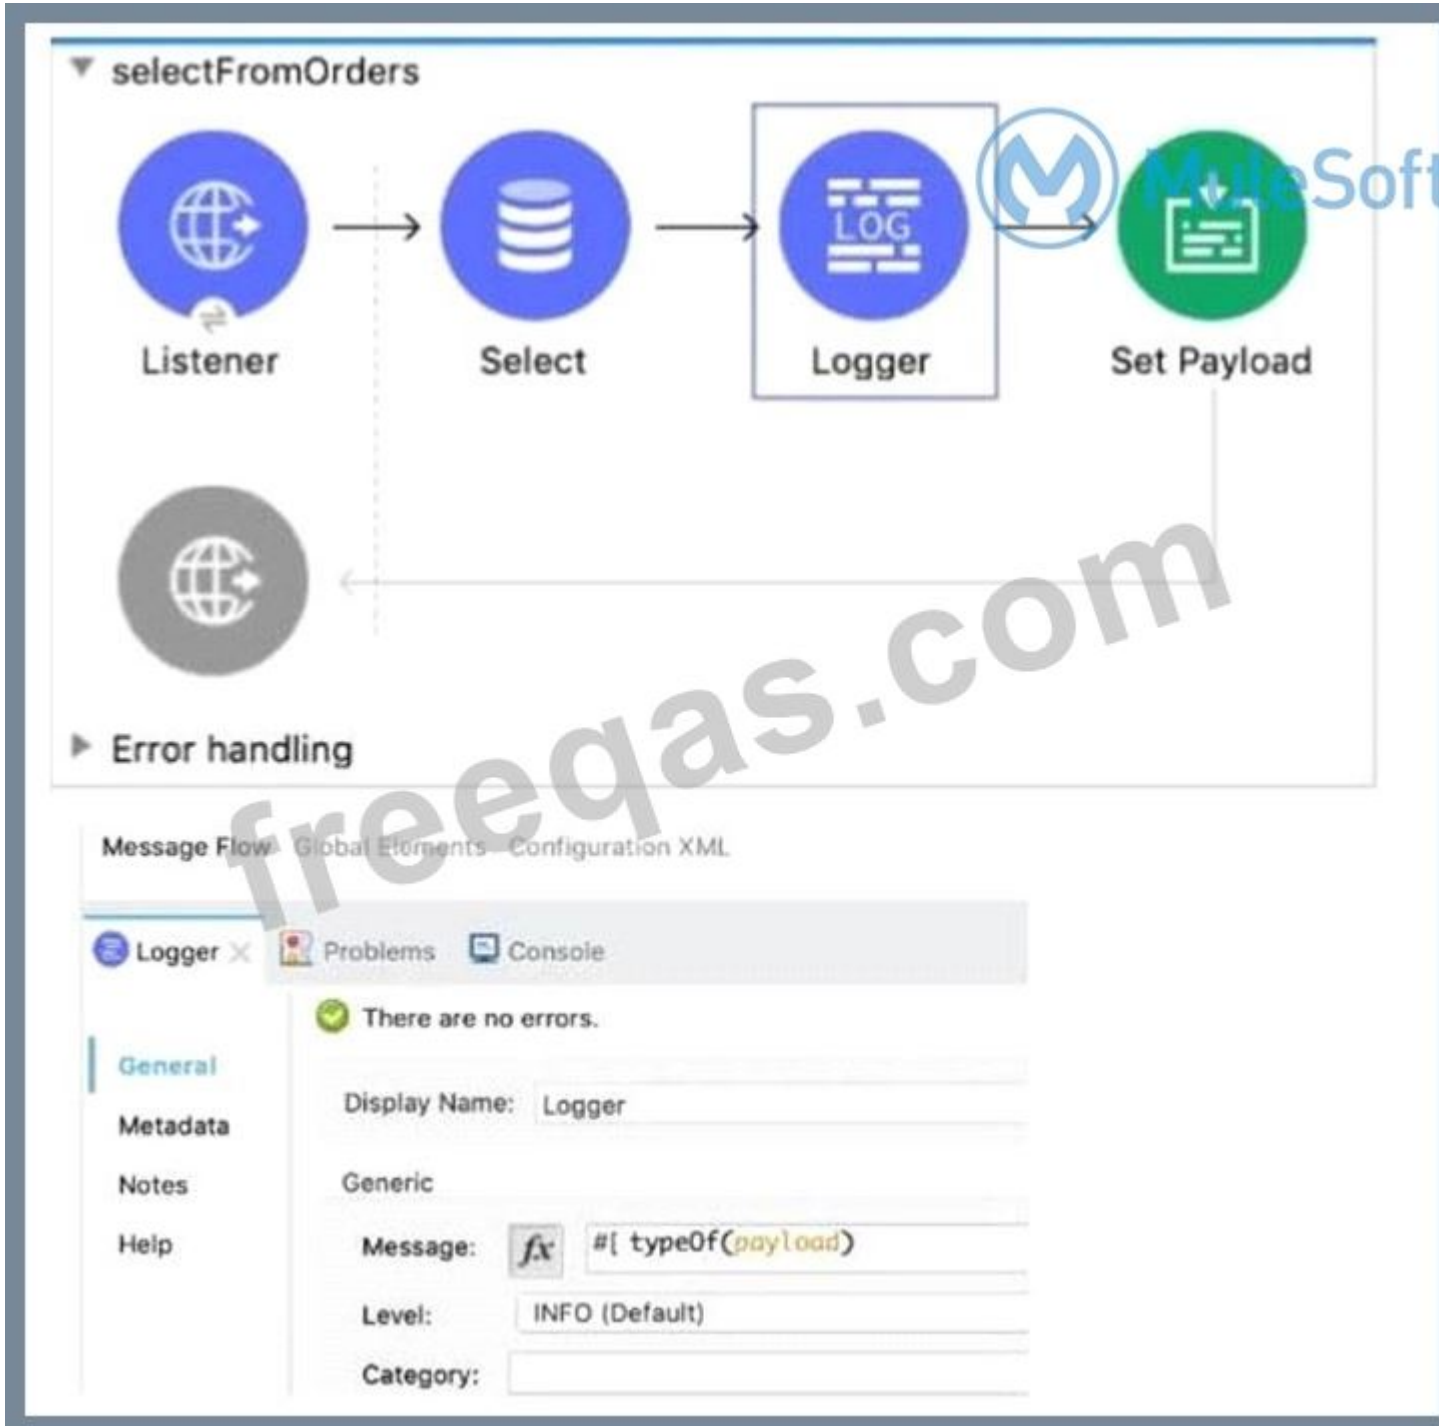 selectFromOrders
LOG
MuleSoft
Listener
Select
Logger
Set Payload
freeqas.com
Error handling
Message Flow Global Elements Configuration XML
Logger Problems Console
There are no errors.
General
Display Name: Logger
Metadata
Notes
Generic
Help
Message: fx #[ typeOf(payload)
Level: INFO (Default)
Category: